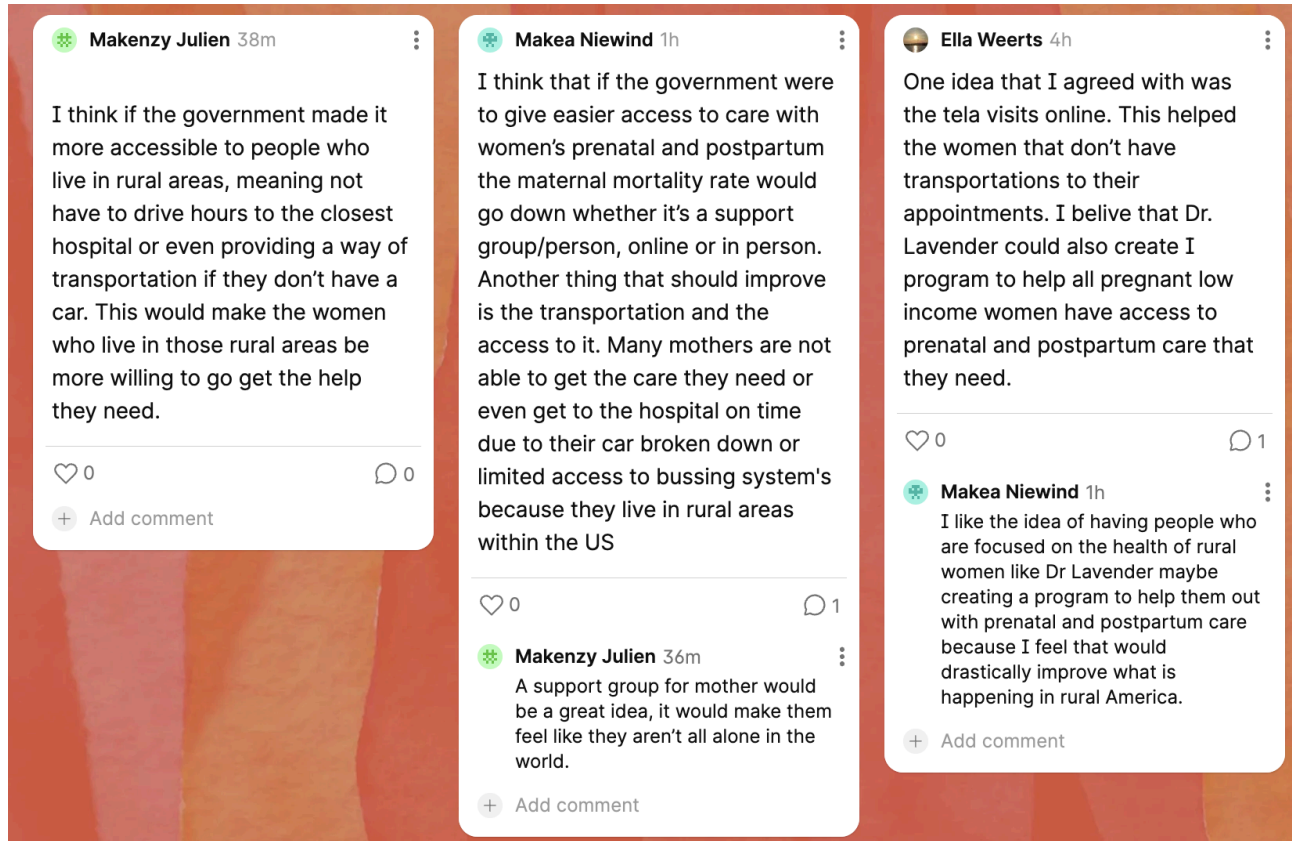 Makenzy Julien 38m
I think if the government made it
more accessible to people who
live in rural areas, meaning not
have to drive hours to the closest
hospital or even providing a way of
transportation if they don’t have a
car. This would make the women
who live in those rural areas be
more willing to go get the help
they need.
0
0
Add comment
Makea Niewind 1h
I think that if the government were
to give easier access to care with
women’s prenatal and postpartum
the maternal mortality rate would
go down whether it’s a support
group/person, online or in person.
Another thing that should improve
is the transportation and the
access to it. Many mothers are not
able to get the care they need or
even get to the hospital on time
due to their car broken down or
limited access to bussing system's
because they live in rural areas
within the US
0
1
Makenzy Julien 36m
A support group for mother would
be a great idea, it would make them
feel like they aren’t all alone in the
world.
Add comment
Ella Weerts 4h
One idea that I agreed with was
the tela visits online. This helped
the women that don’t have
transportations to their
appointments. I belive that Dr.
Lavender could also create I
program to help all pregnant low
income women have access to
prenatal and postpartum care that
they need.
0
1
Makea Niewind 1h
I like the idea of having people who
are focused on the health of rural
women like Dr Lavender maybe
creating a program to help them out
with prenatal and postpartum care
because I feel that would
drastically improve what is
happening in rural America.
Add comment